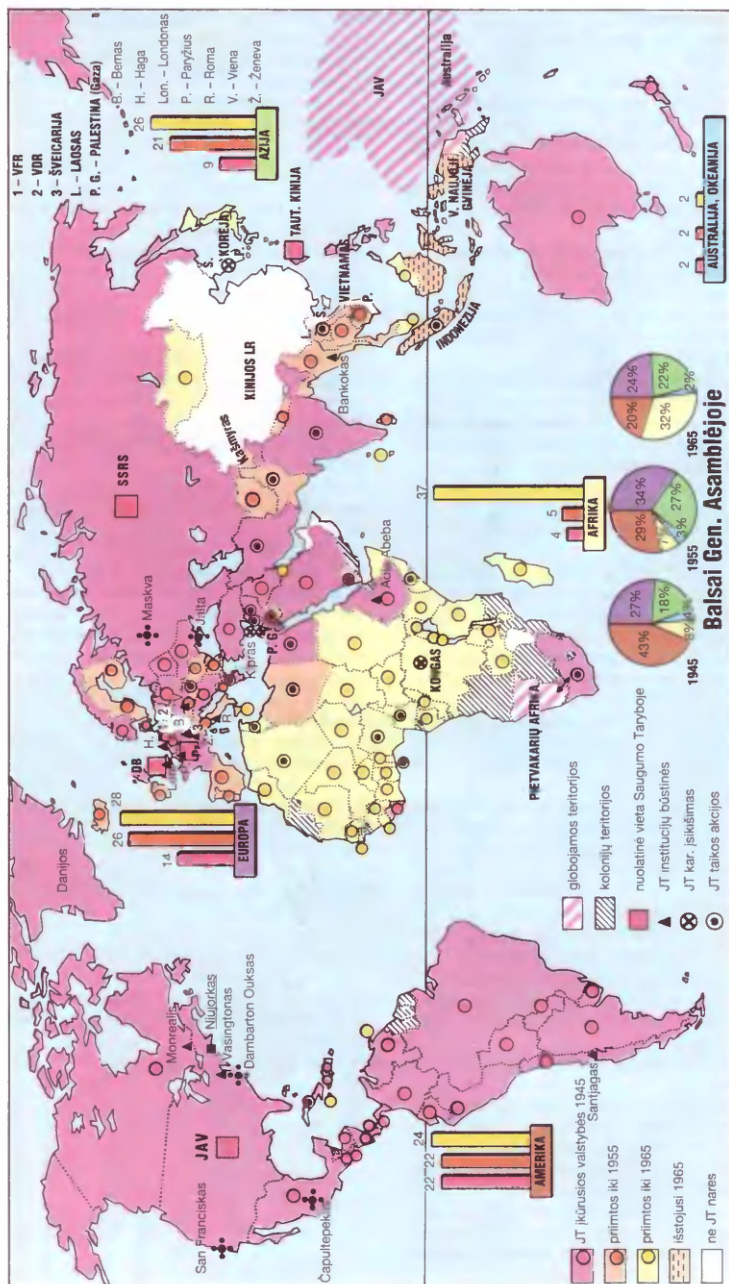 1 – VFR
2 – VDR
3 – ŠVEICARIJA
L. – LAOSAS
P. G. – PALESTINA (Gaza)
B. – Bernas
H. – Haga
Lon. – Londonas
P. – Paryžius
R. – Roma
V. – Viena
Ž. – Ženeva
9
21
26
AZIJA
Danijos
SSRS
Maskva
Jalta
DB
H.
1
2
B.
3
R.
Kipras
P. G.
Kašmyras
KINIJOS LR
Š.
KOREJA
P.
TAUT. KINIJA
Š.
VIETNAMAS
P.
Bankokas
INDONEZIJA
V. NAUJOJI
GVINĖJA
JAV
Australija
14
26
28
EUROPA
JAV
Monrealis
Niujorkas
Vašingtonas
Dambarton Ouksas
San Franciskas
Čapultepekas
Santjagas
22
22
24
AMERIKA
Adis Abeba
KONGAS
PIETVAKARIŲ AFRIKA
4
5
37
AFRIKA
2
2
2
AUSTRALIJA, OKEANIJA
JT įkūrusios valstybės 1945
priimtos iki 1955
priimtos iki 1965
išstojusi 1965
ne JT narės
globojamos teritorijos
kolonijų teritorijos
nuolatinė vieta Saugumo Taryboje
JT institucijų būstinės
JT kar. įsikišimas
JT taikos akcijos
27%
43%
18%
1945
34%
29%
27%
3%
1955
24%
20%
22%
32%
2%
1965
Balsai Gen. Asamblėjoje